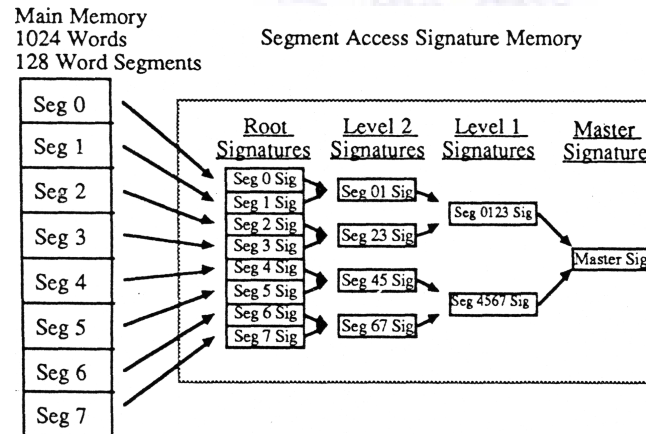 Main Memory
1024 Words
128 Word Segments
Segment Access Signature Memory
Seg 0
Seg 1
Seg 2
Seg 3
Seg 4
Seg 5
Seg 6
Seg 7
Root
Signatures
Level 2
Signatures
Level 1
Signatures
Master
Signature
Seg 0 Sig
Seg 1 Sig
Seg 2 Sig
Seg 3 Sig
Seg 4 Sig
Seg 5 Sig
Seg 6 Sig
Seg 7 Sig
Seg 01 Sig
Seg 23 Sig
Seg 45 Sig
Seg 67 Sig
Seg 0123 Sig
Seg 4567 Sig
Master Sig